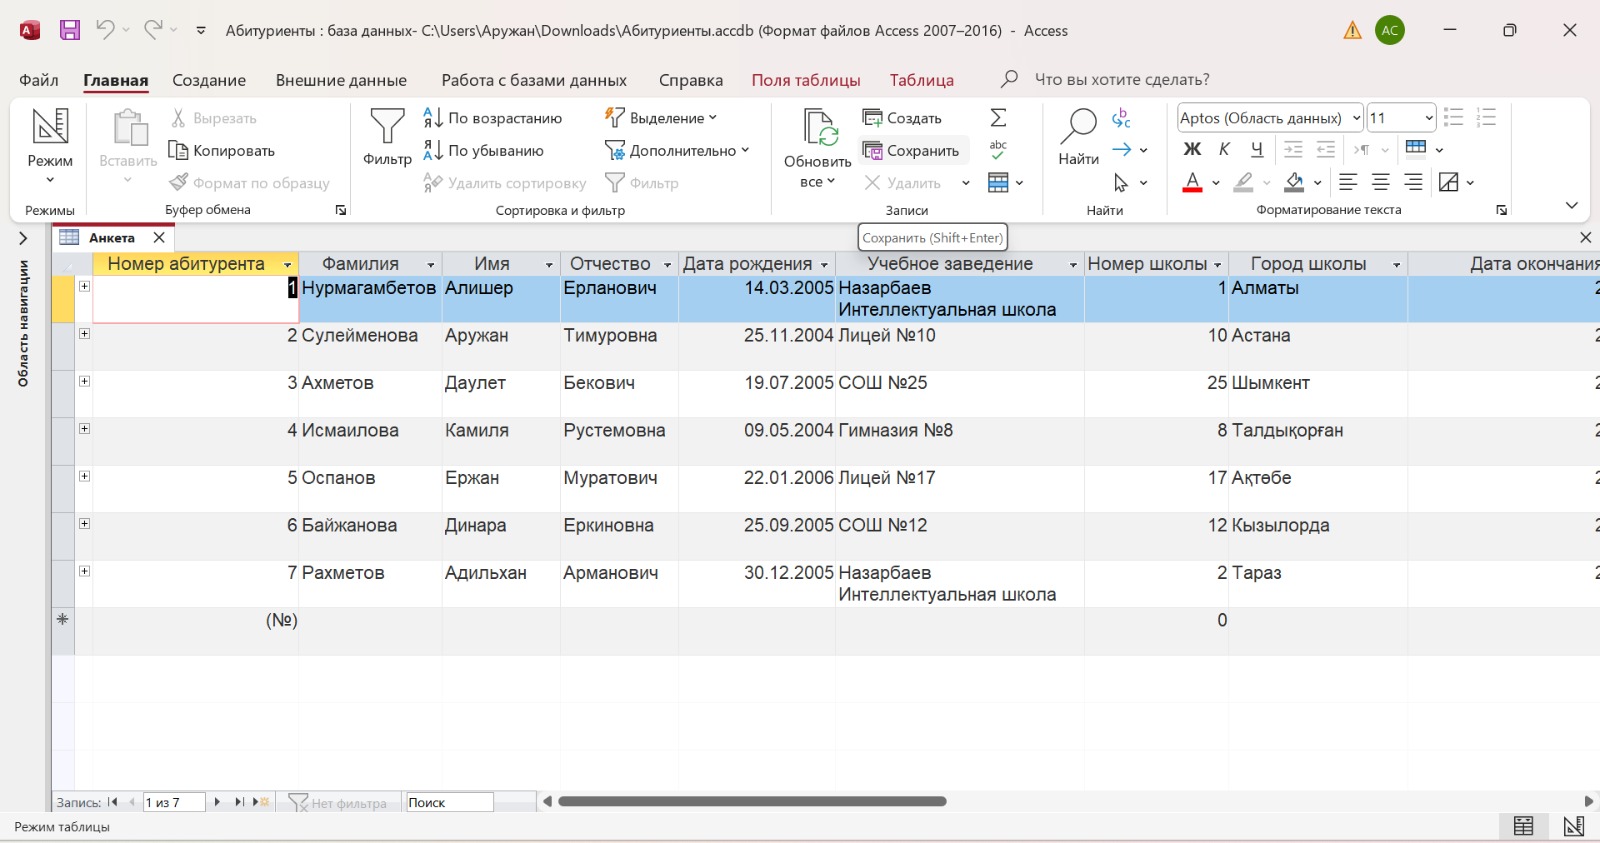 Абитуриенты : база данных- C:\Users\Аружан\Downloads\Абитуриенты.accdb (Формат файлов Access 2007–2016) - Access
AC
Файл Главная Создание Внешние данные Работа с базами данных Справка Поля таблицы Таблица Что вы хотите сделать?
Режим
Режимы
Вставить
Вырезать
Копировать
Формат по образцу
Буфер обмена
Фильтр
По возрастанию
По убыванию
Удалить сортировку
Выделение
Дополнительно
Фильтр
Сортировка и фильтр
Обновить
все
Создать
Сохранить
Удалить
Записи
Найти
Найти
Aptos (Область данных) 11
Ж К Ч
Форматирование текста
Сохранить (Shift+Enter)
Область навигации
Анкета
Номер абитурента Фамилия Имя Отчество Дата рождения Учебное заведение Номер школы Город школы Дата окончания
1 Нурмагамбетов Алишер Ерланович 14.03.2005 Назарбаев 1 Алматы 2
Интеллектуальная школа
2 Сулейменова Аружан Тимуровна 25.11.2004 Лицей №10 10 Астана 2
3 Ахметов Даулет Бекович 19.07.2005 СОШ №25 25 Шымкент 2
4 Исмаилова Камиля Рустемовна 09.05.2004 Гимназия №8 8 Талдықорған 2
5 Оспанов Ержан Муратович 22.01.2006 Лицей №17 17 Ақтөбе 2
6 Байжанова Динара Еркиновна 25.09.2005 СОШ №12 12 Кызылорда 2
7 Рахметов Адильхан Арманович 30.12.2005 Назарбаев 2 Тараз 2
Интеллектуальная школа
(№) 0
Запись: 1 из 7 Нет фильтра Поиск
Режим таблицы